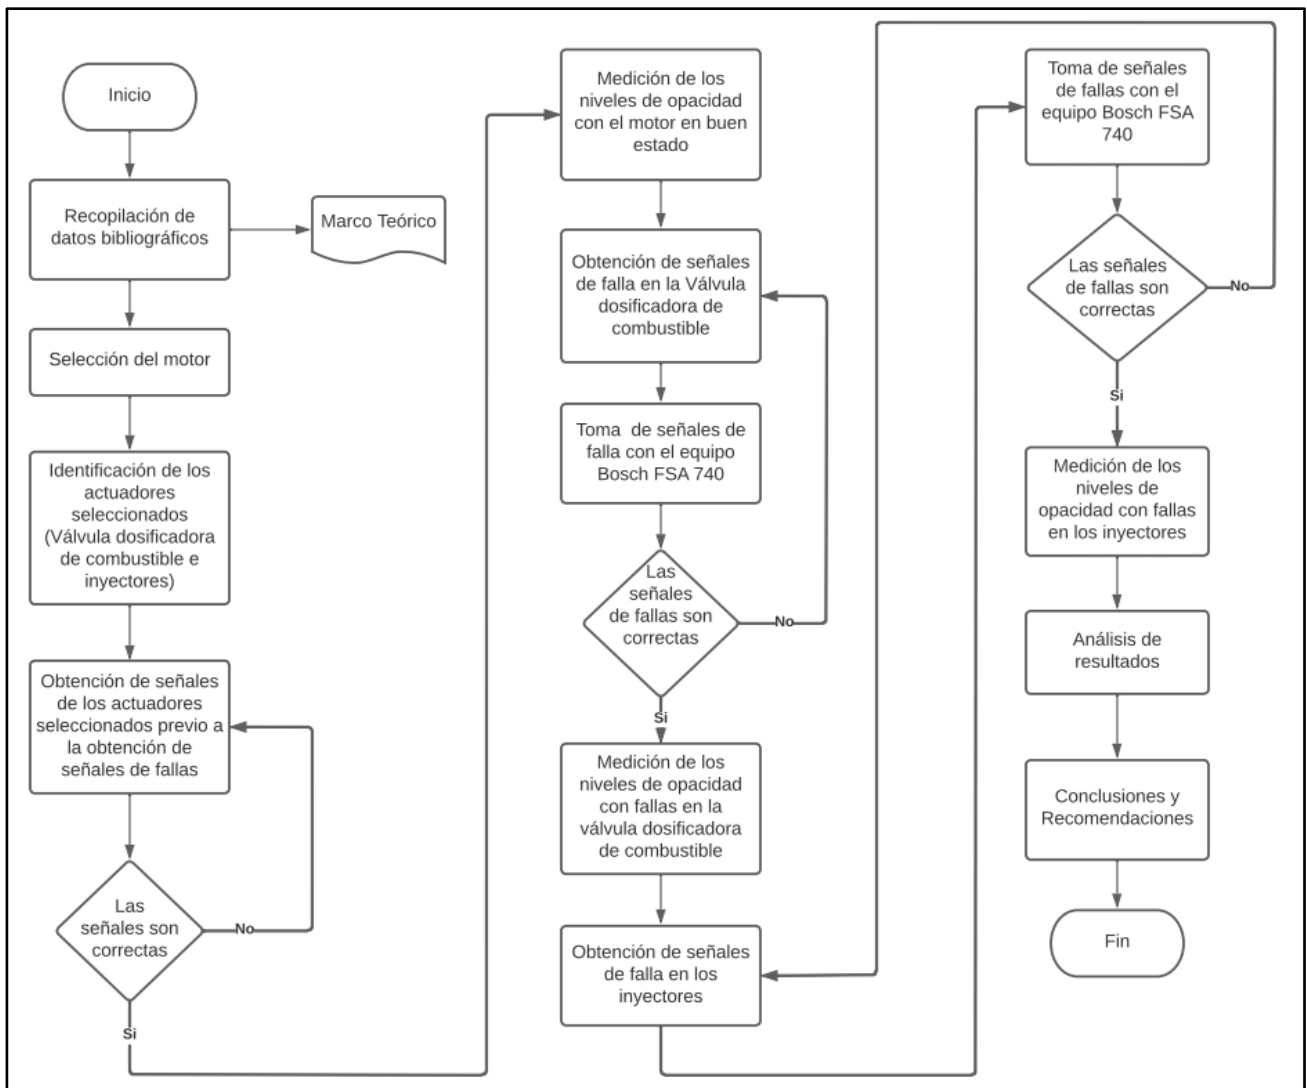 Inicio
Recopilación de
datos bibliográficos
Marco Teórico
Selección del motor
Identificación de los
actuadores
seleccionados
(Válvula dosificadora
de combustible e
inyectores)
Obtención de señales
de los actuadores
seleccionados previo a
la obtención de
señales de fallas
Las
señales son
correctas
No
Si
Medición de los
niveles de opacidad
con el motor en buen
estado
Obtención de señales
de falla en la Válvula
dosificadora de
combustible
Toma de señales de
falla con el equipo
Bosch FSA 740
Las
señales
de fallas son
correctas
No
Si
Medición de los
niveles de opacidad
con fallas en la
válvula dosificadora
de combustible
Obtención de señales
de falla en los
inyectores
Toma de señales
de fallas con el
equipo Bosch FSA
740
Las señales
de fallas son
correctas
No
Si
Medición de los
niveles de
opacidad con fallas
en los inyectores
Análisis de
resultados
Conclusiones y
Recomendaciones
Fin